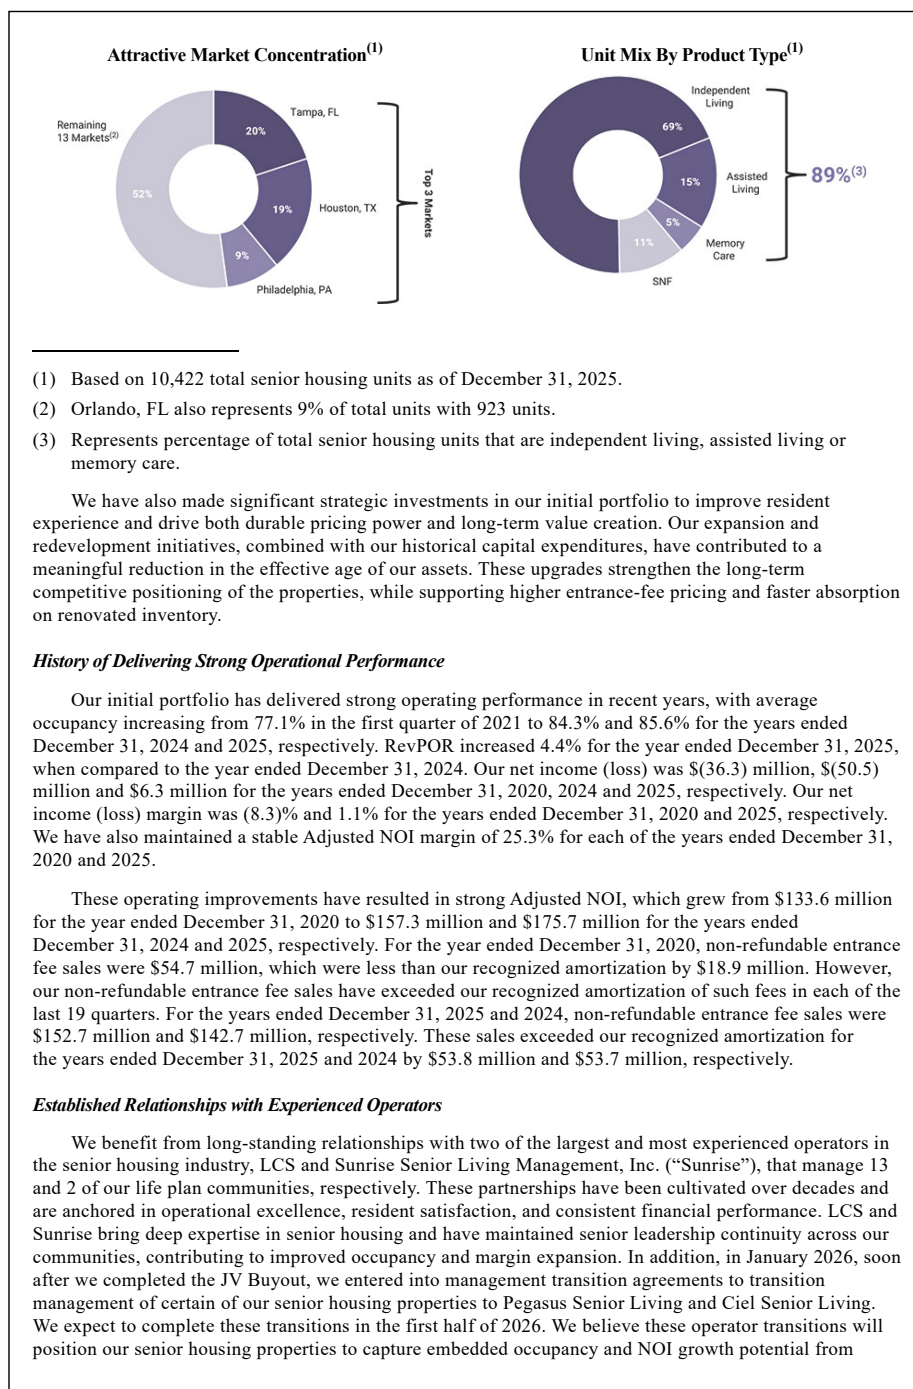 Attractive Market Concentration(1)
Unit Mix By Product Type(1)
Remaining
13 Markets(2)
52%
Tampa, FL
20%
Houston, TX
19%
9%
Philadelphia, PA
Top 3 Markets
Independent
Living
69%
Assisted
Living
15%
5%
Memory
Care
11%
SNF
89%(3)
(1) Based on 10,422 total senior housing units as of December 31, 2025.
(2) Orlando, FL also represents 9% of total units with 923 units.
(3) Represents percentage of total senior housing units that are independent living, assisted living or
memory care.
We have also made significant strategic investments in our initial portfolio to improve resident
experience and drive both durable pricing power and long-term value creation. Our expansion and
redevelopment initiatives, combined with our historical capital expenditures, have contributed to a
meaningful reduction in the effective age of our assets. These upgrades strengthen the long-term
competitive positioning of the properties, while supporting higher entrance-fee pricing and faster absorption
on renovated inventory.
History of Delivering Strong Operational Performance
Our initial portfolio has delivered strong operating performance in recent years, with average
occupancy increasing from 77.1% in the first quarter of 2021 to 84.3% and 85.6% for the years ended
December 31, 2024 and 2025, respectively. RevPOR increased 4.4% for the year ended December 31, 2025,
when compared to the year ended December 31, 2024. Our net income (loss) was $(36.3) million, $(50.5)
million and $6.3 million for the years ended December 31, 2020, 2024 and 2025, respectively. Our net
income (loss) margin was (8.3)% and 1.1% for the years ended December 31, 2020 and 2025, respectively.
We have also maintained a stable Adjusted NOI margin of 25.3% for each of the years ended December 31,
2020 and 2025.
These operating improvements have resulted in strong Adjusted NOI, which grew from $133.6 million
for the year ended December 31, 2020 to $157.3 million and $175.7 million for the years ended
December 31, 2024 and 2025, respectively. For the year ended December 31, 2020, non-refundable entrance
fee sales were $54.7 million, which were less than our recognized amortization by $18.9 million. However,
our non-refundable entrance fee sales have exceeded our recognized amortization of such fees in each of the
last 19 quarters. For the years ended December 31, 2025 and 2024, non-refundable entrance fee sales were
$152.7 million and $142.7 million, respectively. These sales exceeded our recognized amortization for
the years ended December 31, 2025 and 2024 by $53.8 million and $53.7 million, respectively.
Established Relationships with Experienced Operators
We benefit from long-standing relationships with two of the largest and most experienced operators in
the senior housing industry, LCS and Sunrise Senior Living Management, Inc. (“Sunrise”), that manage 13
and 2 of our life plan communities, respectively. These partnerships have been cultivated over decades and
are anchored in operational excellence, resident satisfaction, and consistent financial performance. LCS and
Sunrise bring deep expertise in senior housing and have maintained senior leadership continuity across our
communities, contributing to improved occupancy and margin expansion. In addition, in January 2026, soon
after we completed the JV Buyout, we entered into management transition agreements to transition
management of certain of our senior housing properties to Pegasus Senior Living and Ciel Senior Living.
We expect to complete these transitions in the first half of 2026. We believe these operator transitions will
position our senior housing properties to capture embedded occupancy and NOI growth potential from